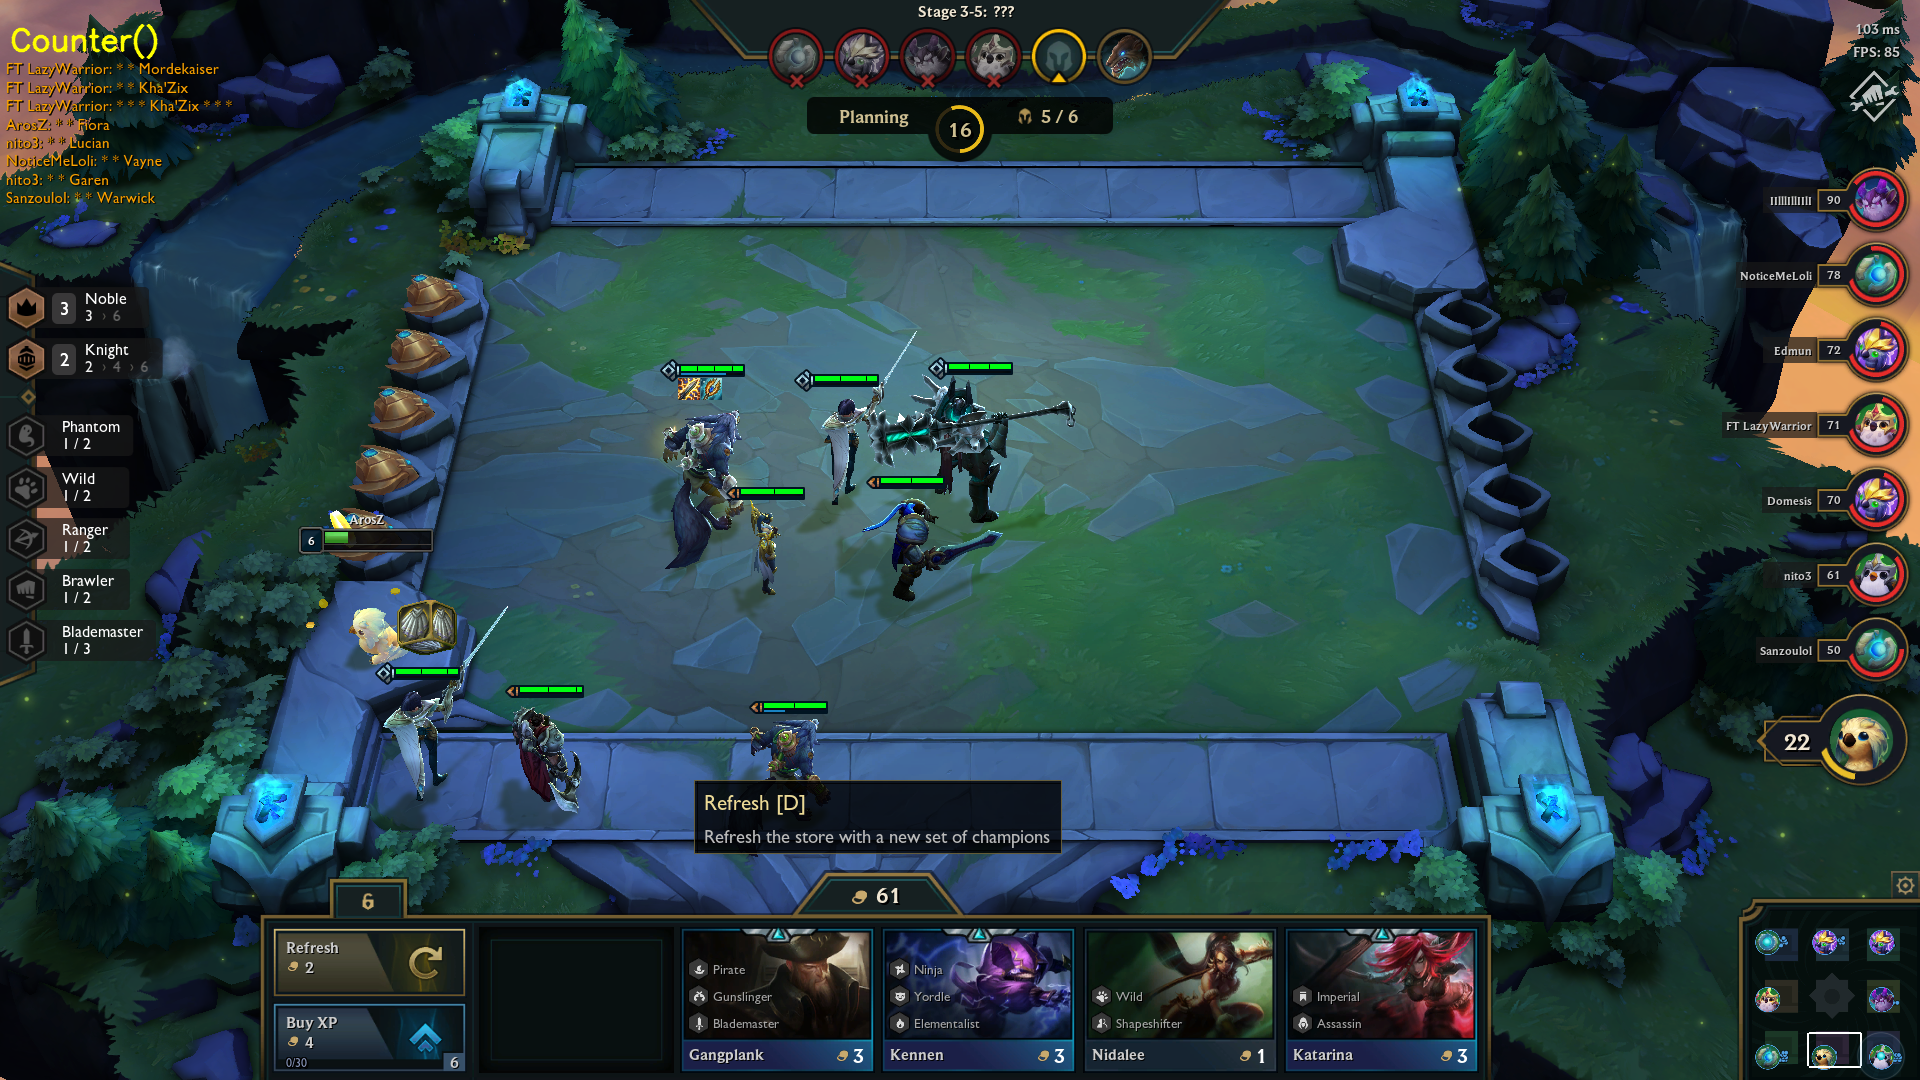 Stage 3-5: ???
Counter()
FT LazyWarrior: * * Mordekaiser
FT LazyWarrior: * * Kha'Zix
FT LazyWarrior: * * * Kha'Zix * * *
ArosZ: * * Fiora
nito3: * * Lucian
NoticeMeLoli: * * Vayne
nito3: * * Garen
Sanzoulol: * * Warwick
103 ms
FPS: 85
Planning
16
5 / 6
IIIIIIIIIIII 90
NoticeMeLoli 78
Edmun 72
FT LazyWarrior 71
Domesis 70
nito3 61
Sanzoulol 50
22
3 Noble
3 › 6
2 Knight
2 › 4 › 6
Phantom
1 / 2
Wild
1 / 2
Ranger
1 / 2
Brawler
1 / 2
Blademaster
1 / 3
ArosZ
6
Refresh [D]
Refresh the store with a new set of champions
6
61
Refresh
2
Buy XP
4
0/30
6
Pirate
Gunslinger
Blademaster
Gangplank 3
Ninja
Yordle
Elementalist
Kennen 3
Wild
Shapeshifter
Nidalee 1
Imperial
Assassin
Katarina 3